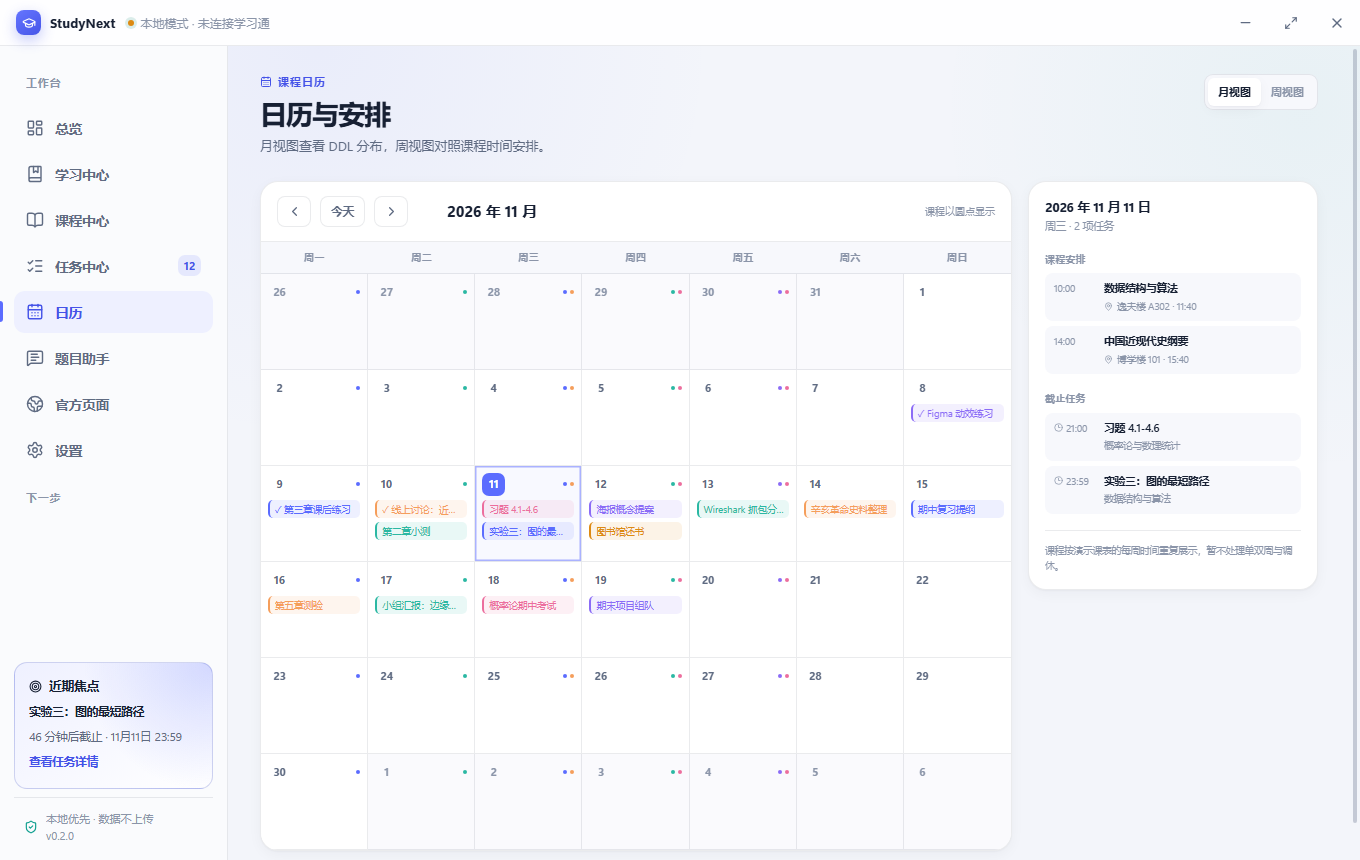 StudyNext 本地模式 · 未连接学习通
工作台
总览
学习中心
课程中心
任务中心 12
日历
题目助手
官方页面
设置
下一步
近期焦点
实验三：图的最短路径
46 分钟后截止 · 11月11日 23:59
查看任务详情
本地优先 · 数据不上传
v0.2.0
课程日历
日历与安排
月视图查看 DDL 分布，周视图对照课程时间安排。
月视图 周视图
今天 2026 年 11 月 课程以圆点显示
周一 周二 周三 周四 周五 周六 周日
26 27 28 29 30 31 1
2 3 4 5 6 7 8
✓ Figma 动效练习
9 10 11 12 13 14 15
✓ 第三章课后练习 ✓ 线上讨论：近... 习题 4.1-4.6 海报概念提案 Wireshark 抓包分... 辛亥革命史料整理 期中复习提纲
第二章小测 实验三：图的最... 图书馆还书
16 17 18 19 20 21 22
第五章测验 小组汇报：边缘... 概率论期中考试 期末项目组队
23 24 25 26 27 28 29
30 1 2 3 4 5 6
2026 年 11 月 11 日
周三 · 2 项任务
课程安排
10:00 数据结构与算法
逸夫楼 A302 · 11:40
14:00 中国近现代史纲要
博学楼 101 · 15:40
截止任务
21:00 习题 4.1-4.6
概率论与数理统计
23:59 实验三：图的最短路径
数据结构与算法
课程按演示课表的每周时间重复展示，暂不处理单双周与调
休。